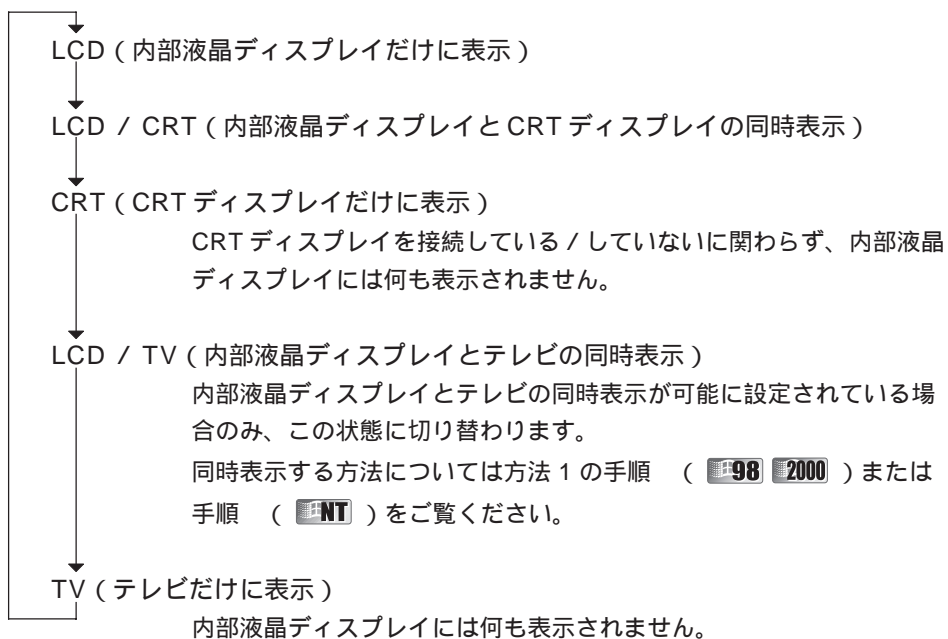 LCD ( 内部液晶ディスプレイだけに表示 )
LCD / CRT ( 内部液晶ディスプレイと CRT ディスプレイの同時表示 )
CRT ( CRT ディスプレイだけに表示 )
CRT ディスプレイを接続している / していないに関わらず、内部液晶
ディスプレイには何も表示されません。
LCD / TV ( 内部液晶ディスプレイとテレビの同時表示 )
内部液晶ディスプレイとテレビの同時表示が可能に設定されている場
合のみ、この状態に切り替わります。
同時表示する方法については方法 1 の手順 ( 98 2000 ) または
手順 ( NT ) をご覧ください。
TV ( テレビだけに表示 )
内部液晶ディスプレイには何も表示されません。